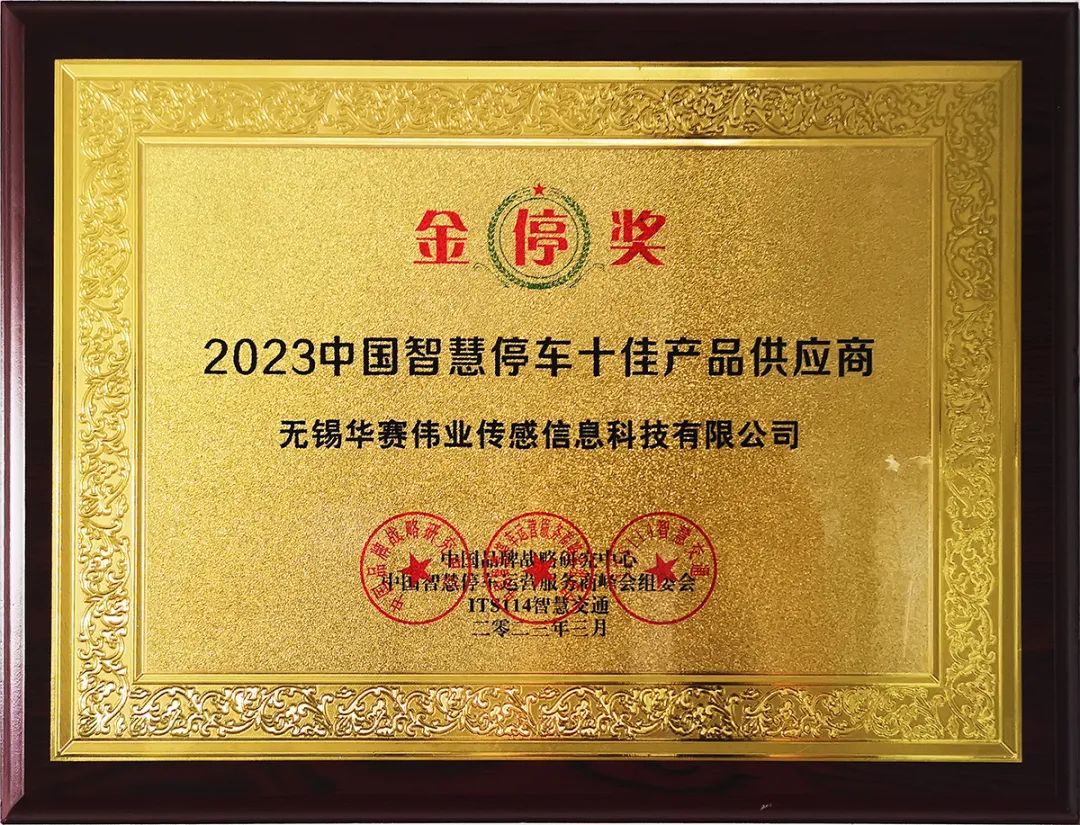 金停奖
2023中国智慧停车十佳产品供应商
无锡华赛伟业传感信息科技有限公司
中国品牌战略研究中心
中国智慧停车运营服务商峰会组委会
ITS114智慧交通
二零二三年三月